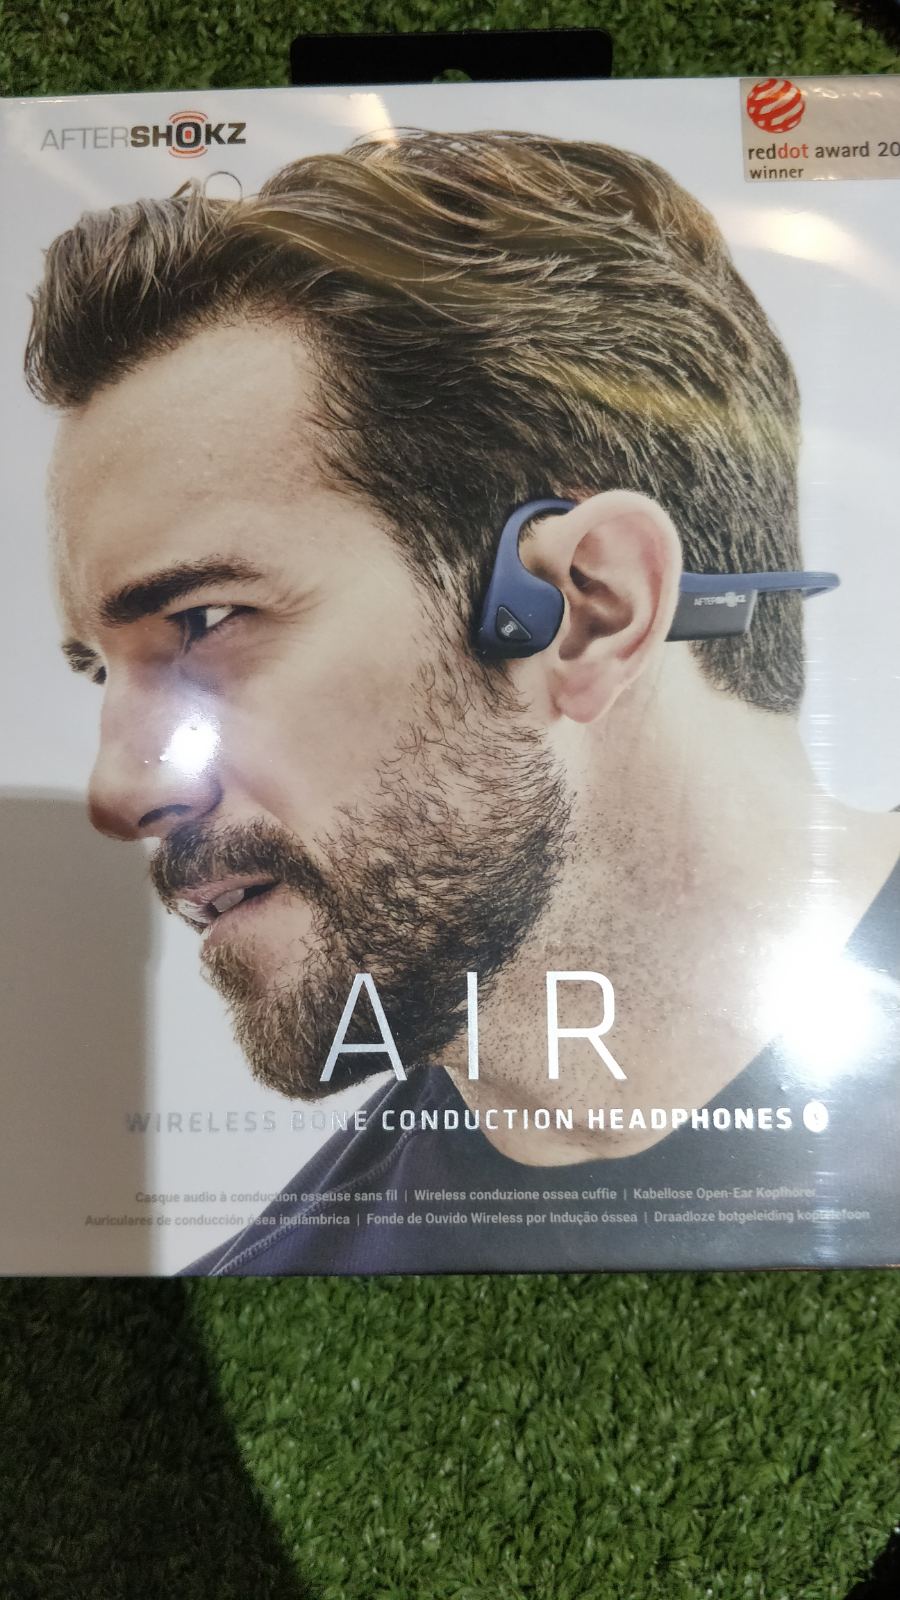 AFTERSHOKZ
reddot award 20
winner
AFTERSHOKZ
AIR
WIRELESS BONE CONDUCTION HEADPHONES
Casque audio à conduction osseuse sans fil | Wireless conduzione ossea cuffie | Kabellose Open-Ear Kopfhörer
Auriculares de conducción ósea inalámbrica | Fonde de Ouvido Wireless por Indução óssea | Draadloze botgeleiding koptelefoon